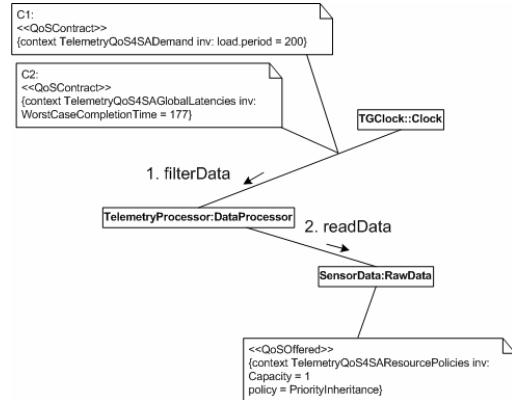 C1:
<<QoSContract>>
{context TelemetryQoS4SADemand inv: load.period = 200}
C2:
<<QoSContract>>
{context TelemetryQoS4SAGlobalLatencies inv:
WorstCaseCompletionTime = 177}
TGClock::Clock
1. filterData
TelemetryProcessor:DataProcessor
2. readData
SensorData:RawData
<<QoSOffered>>
{context TelemetryQoS4SAResourcePolicies inv:
Capacity = 1
policy = PriorityInheritance}